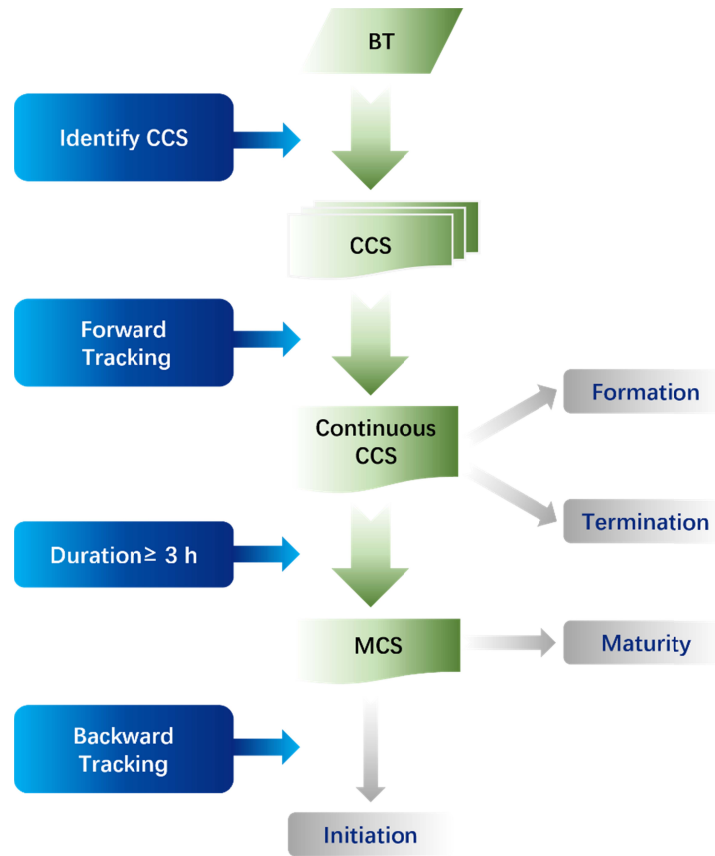 BT
Identify CCS
CCS
Forward
Tracking
Formation
Continuous
CCS
Termination
Duration≥ 3 h
MCS
Maturity
Backward
Tracking
Initiation